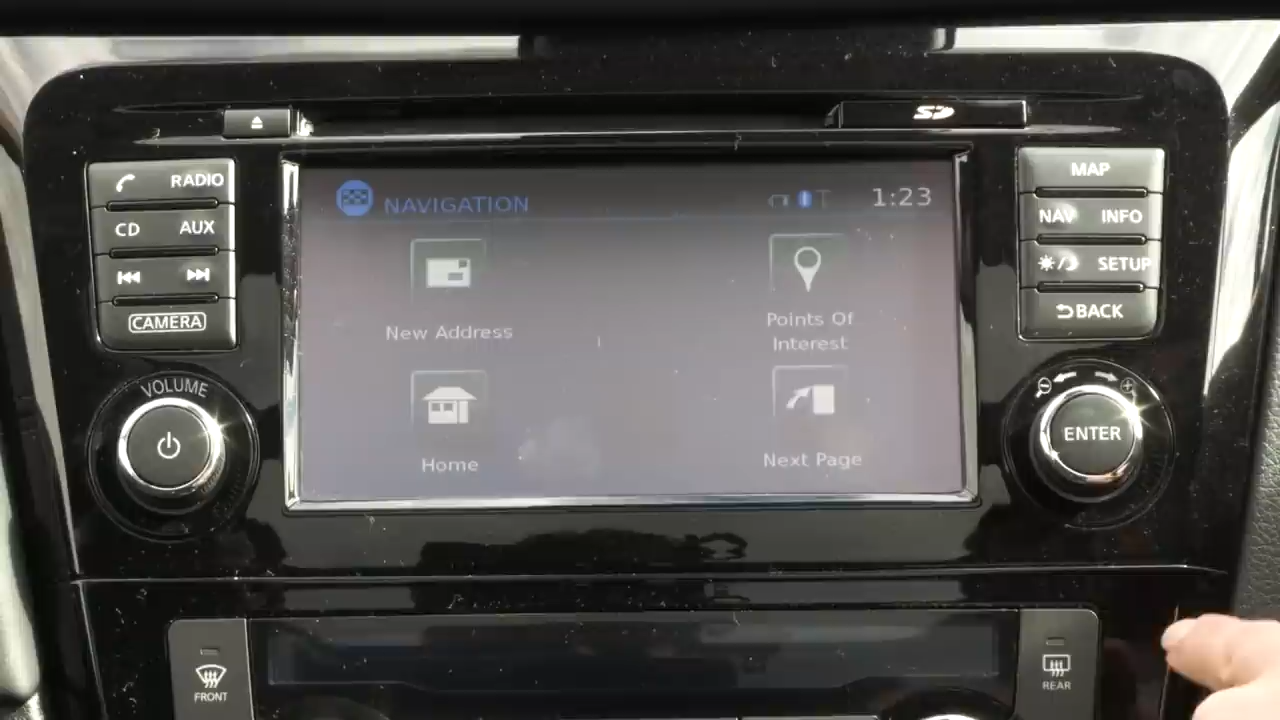 SD
RADIO
CD AUX
CAMERA
VOLUME
NAVIGATION
1:23
New Address
Points Of
Interest
Home
Next Page
MAP
NAV INFO
SETUP
BACK
ENTER
FRONT
REAR